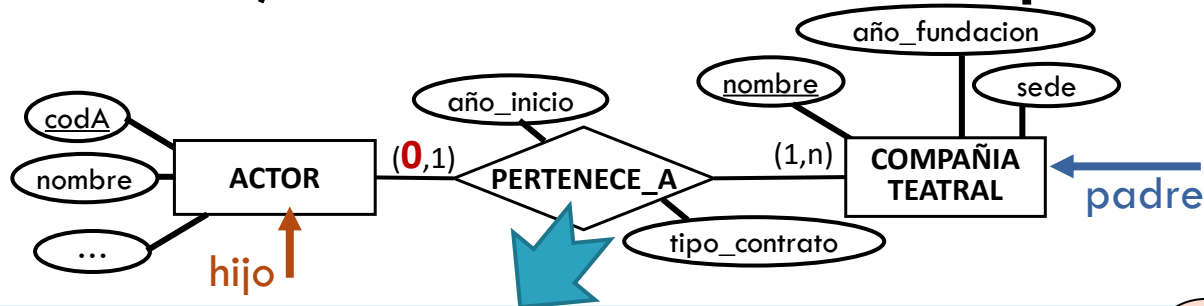 año_fundacion
nombre
sede
año_inicio
codA
nombre
...
ACTOR
(0,1)
PERTENECE_A
(1,n)
COMPAÑIA
TEATRAL
padre
tipo_contrato
hijo